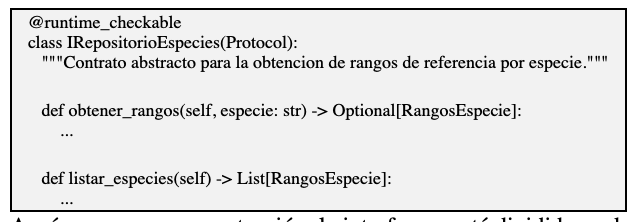 @runtime_checkable
class IRepositorioEspecies(Protocol):
"""Contrato abstracto para la obtencion de rangos de referencia por especie."""
def obtener_rangos(self, especie: str) -> Optional[RangosEspecie]:
...
def listar_especies(self) -> List[RangosEspecie]:
...